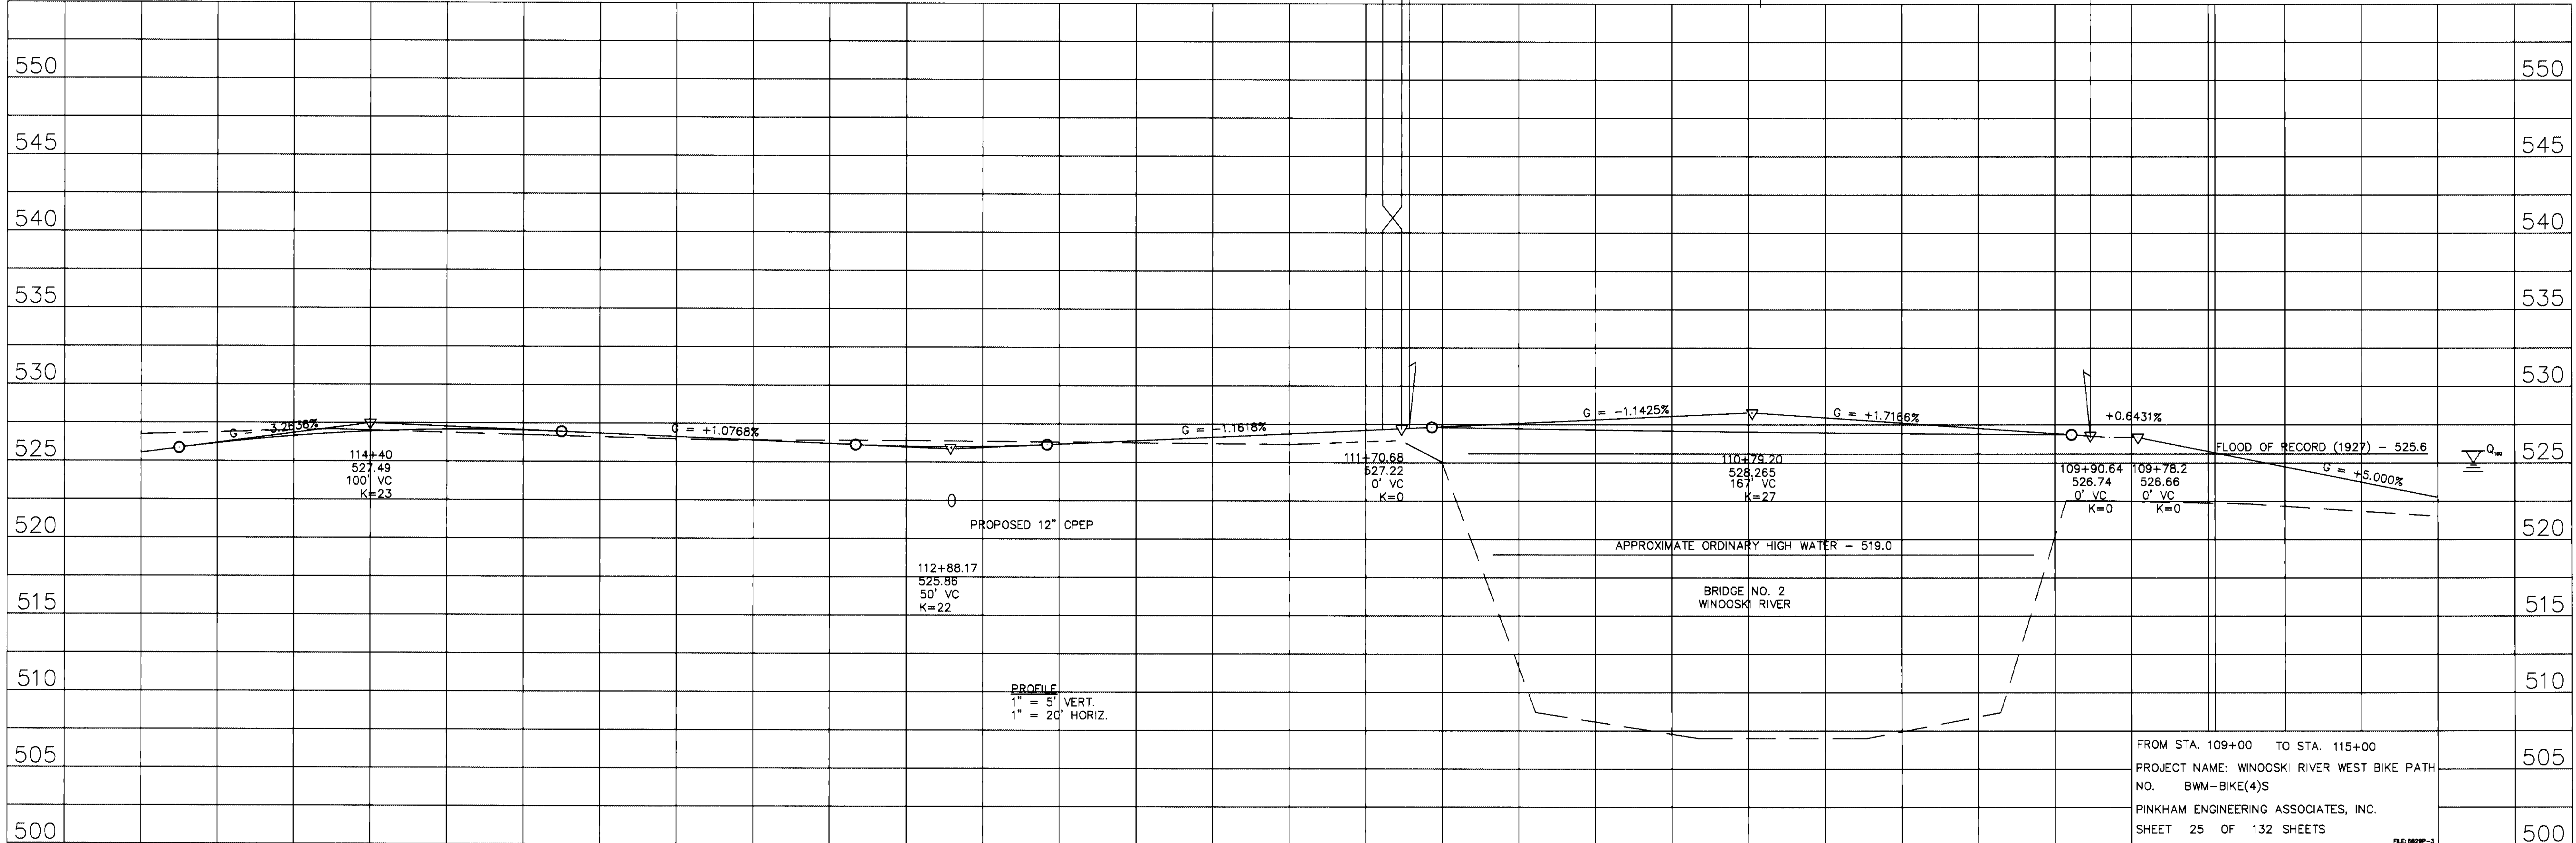 550
550
545
545
540
540
535
535
530
530
G = -1.1425%
G = +1.7166%
+0.6431%
G = +1.0768%
G = -1.1618%
FLOOD OF RECORD (1927) - 525.6
G = +5.000%
525
525
Q₁₀₀
114+40
527.49
100' VC
K=23
111+70.68
527.22
0' VC
K=0
110+79.20
528.265
167' VC
K=27
109+90.64
526.74
0' VC
K=0
109+78.2
526.66
0' VC
K=0
520
520
PROPOSED 12" CPEP
APPROXIMATE ORDINARY HIGH WATER - 519.0
112+88.17
525.86
50' VC
K=22
BRIDGE NO. 2
WINOOSKI RIVER
515
515
510
510
PROFILE
1" = 5' VERT.
1" = 20' HORIZ.
505
505
FROM STA. 109+00 TO STA. 115+00
PROJECT NAME: WINOOSKI RIVER WEST BIKE PATH
NO. BWM-BIKE(4)S
PINKHAM ENGINEERING ASSOCIATES, INC.
SHEET 25 OF 132 SHEETS
500
500